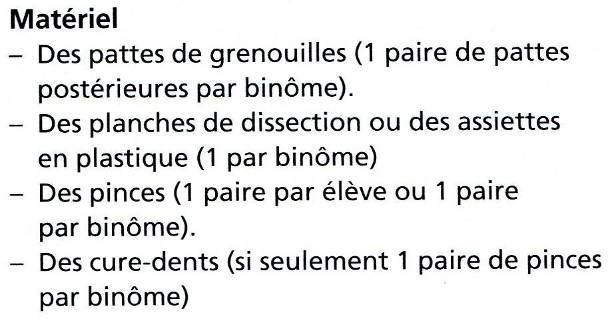 Matériel
– Des pattes de grenouilles (1 paire de pattes
postérieures par binôme).
– Des planches de dissection ou des assiettes
en plastique (1 par binôme)
– Des pinces (1 paire par élève ou 1 paire
par binôme).
– Des cure-dents (si seulement 1 paire de pinces
par binôme)